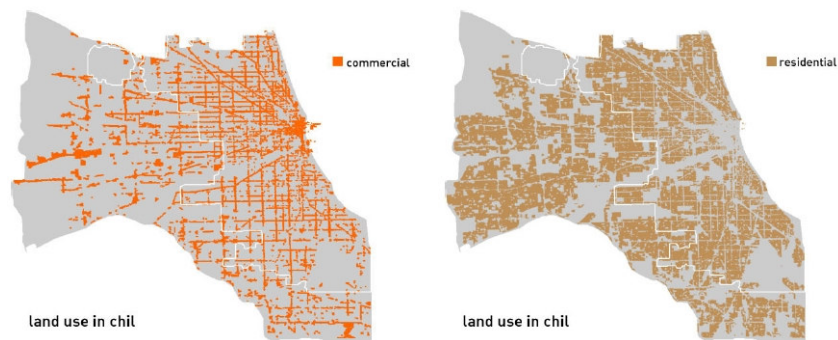 commercial
residential
land use in chil
land use in chil